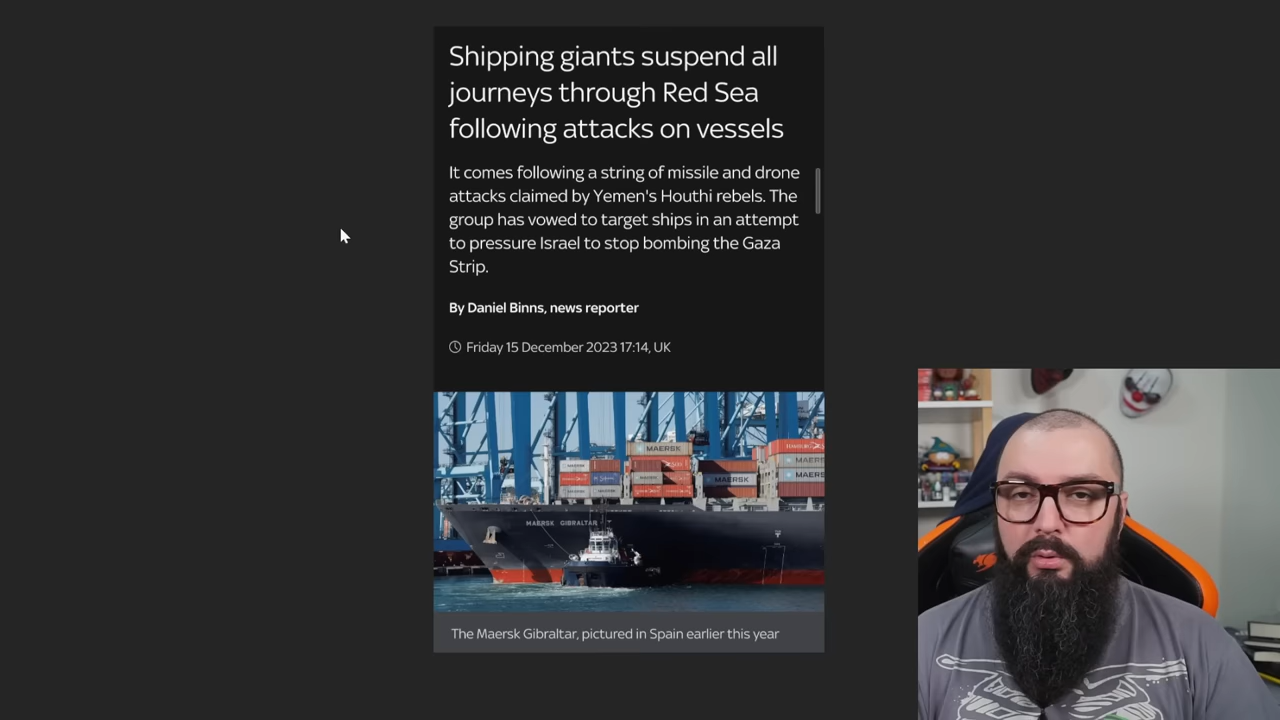 Shipping giants suspend all
journeys through Red Sea
following attacks on vessels
It comes following a string of missile and drone
attacks claimed by Yemen's Houthi rebels. The
group has vowed to target ships in an attempt
to pressure Israel to stop bombing the Gaza
Strip.
By Daniel Binns, news reporter
Friday 15 December 2023 17:14, UK
MAERSK
MAERSK
MAERSK
MAERSK
MAERSK GIBRALTAR
The Maersk Gibraltar, pictured in Spain earlier this year